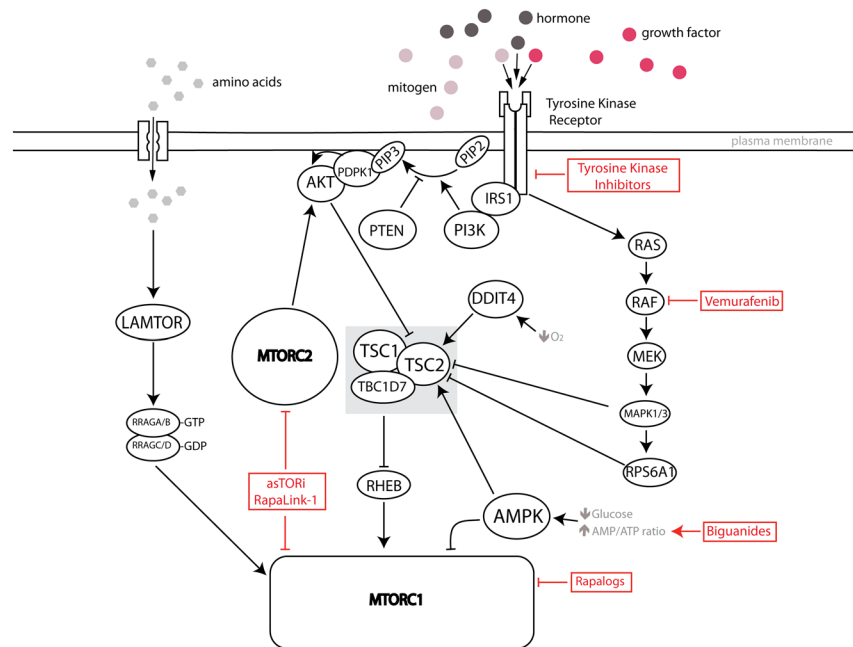 hormone
growth factor
amino acids
mitogen
Tyrosine Kinase
Receptor
plasma membrane
PIP3
PIP2
PDPK1
AKT
Tyrosine Kinase
Inhibitors
IRS1
PTEN
PI3K
RAS
DDIT4
RAF
Vemurafenib
LAMTOR
O2
MTORC2
TSC1
TSC2
MEK
TBC1D7
RRAGA/B
-GTP
MAPK1/3
RRAGC/D
-GDP
RPS6A1
asTORi
RapaLink-1
RHEB
AMPK
Glucose
AMP/ATP ratio
Biguanides
Rapalogs
MTORC1